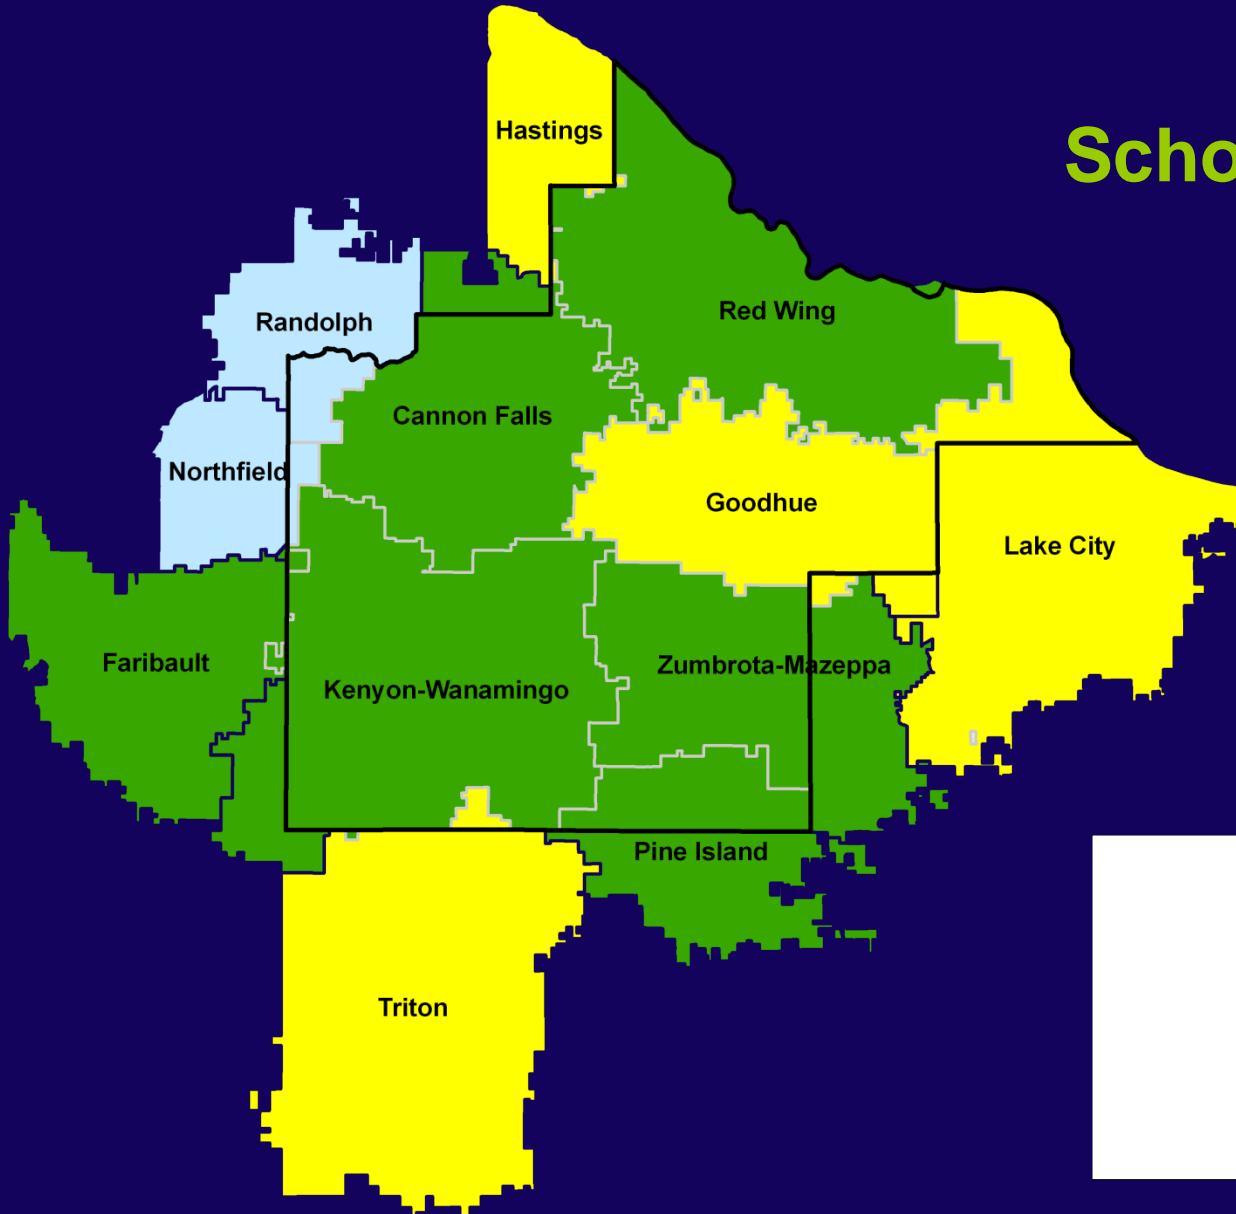 Hastings
Scho
Randolph
Red Wing
Cannon Falls
Northfield
Goodhue
Lake City
Faribault
Kenyon-Wanamingo
Zumbrota-Mazeppa
Pine Island
Triton